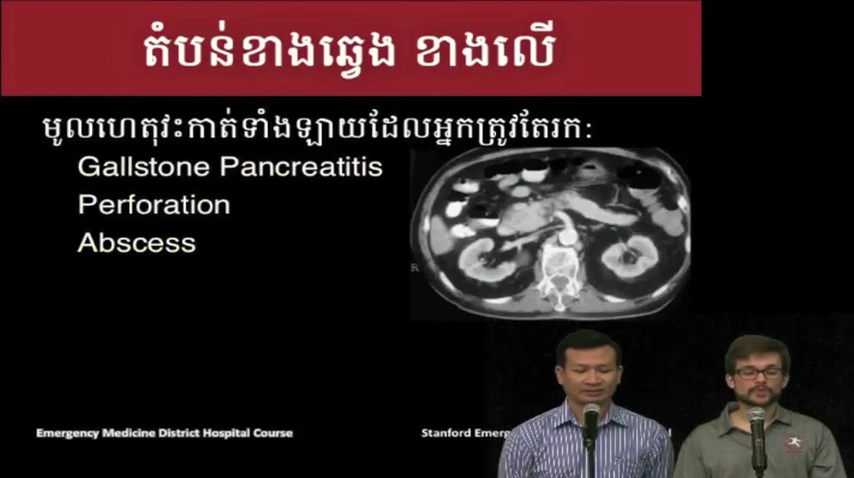 តំបន់ខាងឆ្វេង ខាងលើ
មូលហេតុវះកាត់ទាំងឡាយដែលអ្នកត្រូវតែរក:
Gallstone Pancreatitis
Perforation
Abscess
R
Emergency Medicine District Hospital Course
Stanford